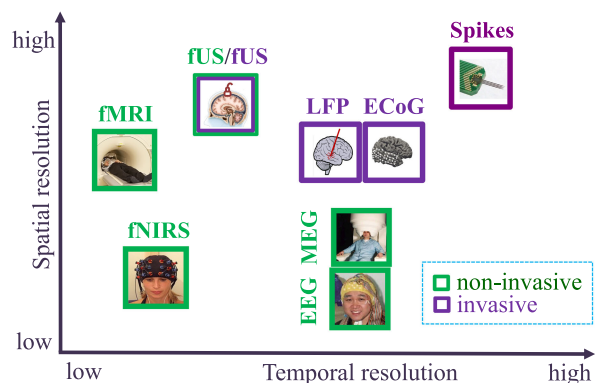 high
Spikes
fUS/fUS
fMRI
LFP ECoG
Spatial resolution
fNIRS
MEG
EEG
non-invasive
invasive
low
low
Temporal resolution
high